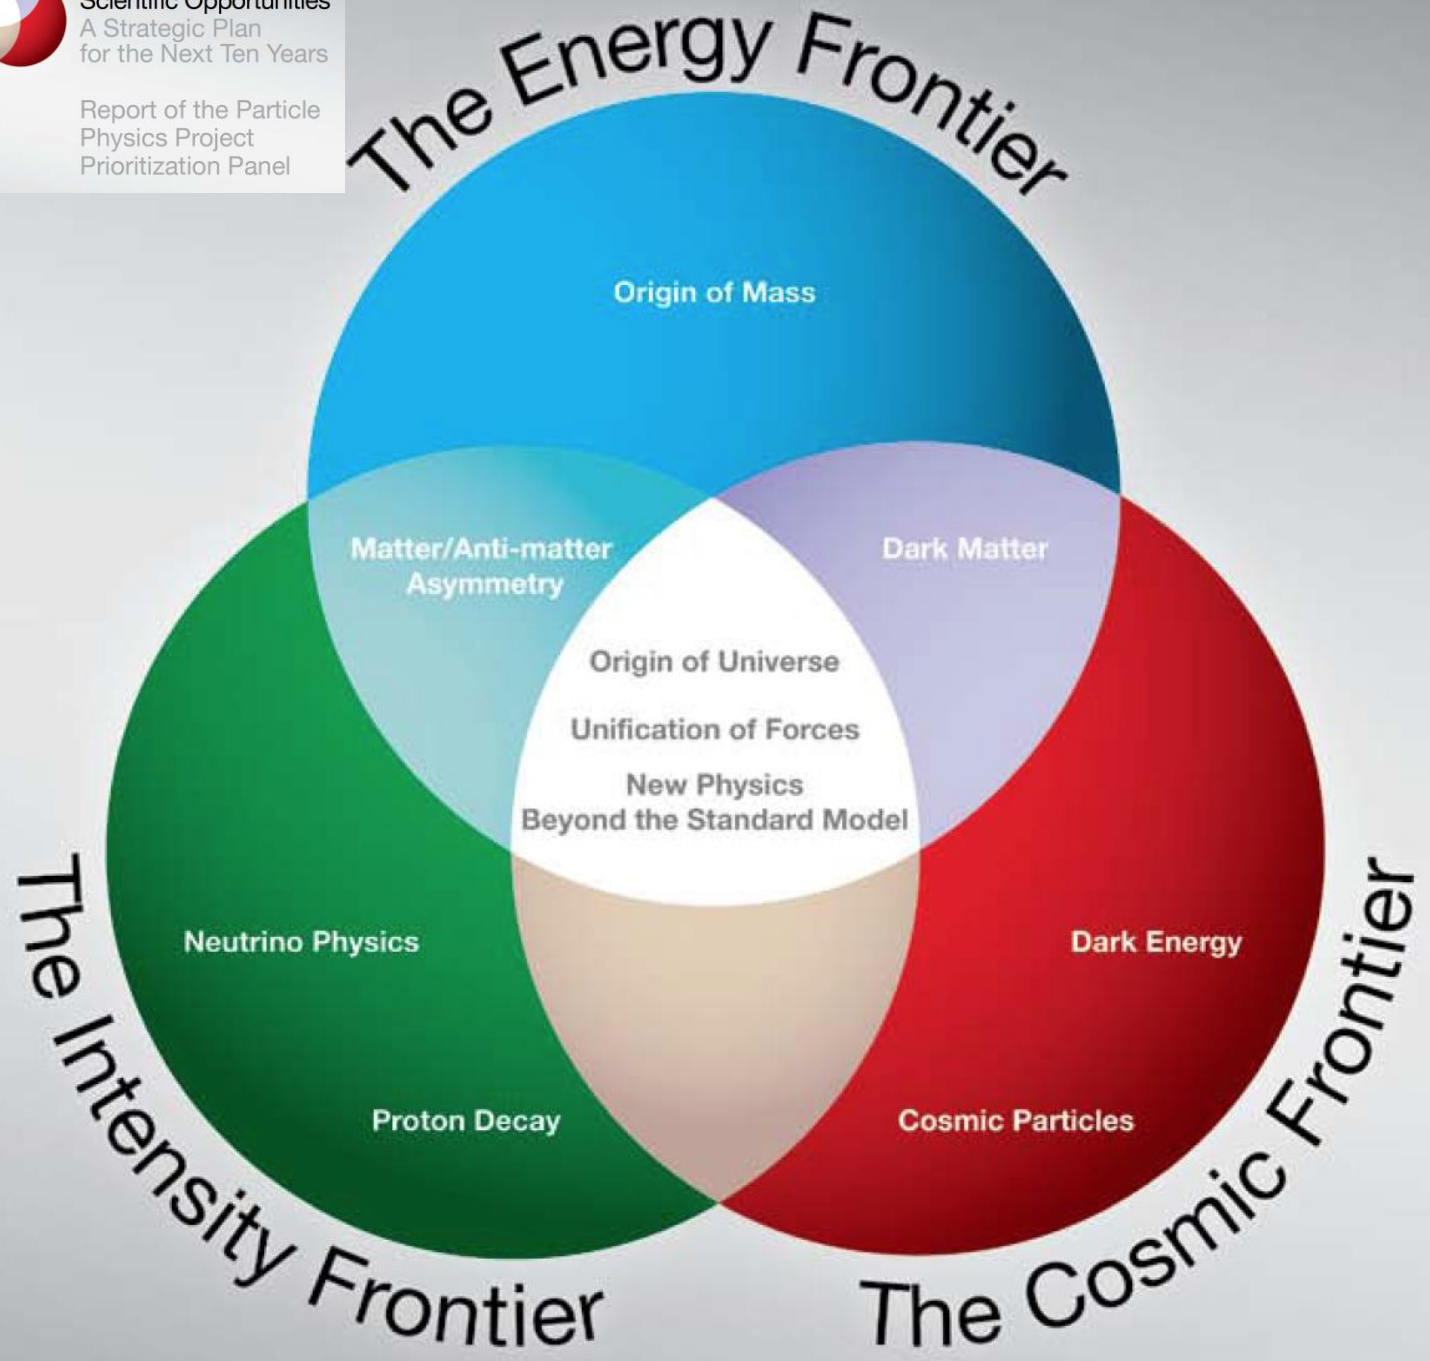 Scientific Opportunities
A Strategic Plan
for the Next Ten Years
Report of the Particle
Physics Project
Prioritization Panel
The Energy Frontier
Origin of Mass
Matter/Anti-matter
Asymmetry
Dark Matter
Origin of Universe
Unification of Forces
New Physics
Beyond the Standard Model
Neutrino Physics
Dark Energy
Proton Decay
Cosmic Particles
The Intensity Frontier
The Cosmic Frontier